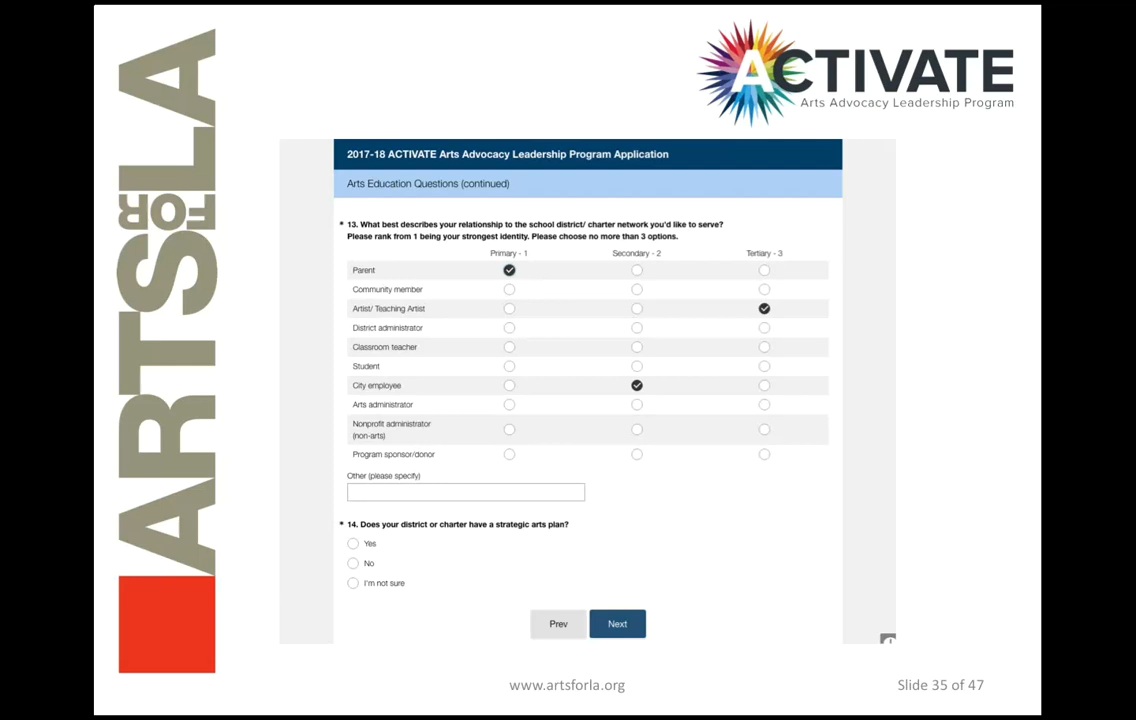 ARTS FOR LA
ACTIVATE
Arts Advocacy Leadership Program
2017-18 ACTIVATE Arts Advocacy Leadership Program Application
Arts Education Questions (continued)
* 13. What best describes your relationship to the school district/ charter network you'd like to serve?
Please rank from 1 being your strongest identity. Please choose no more than 3 options.
Primary - 1 Secondary - 2 Tertiary - 3
Parent
Community member
Artist/ Teaching Artist
District administrator
Classroom teacher
Student
City employee
Arts administrator
Nonprofit administrator
(non-arts)
Program sponsor/donor
Other (please specify)
* 14. Does your district or charter have a strategic arts plan?
Yes
No
I'm not sure
Prev Next
www.artsforla.org Slide 35 of 47